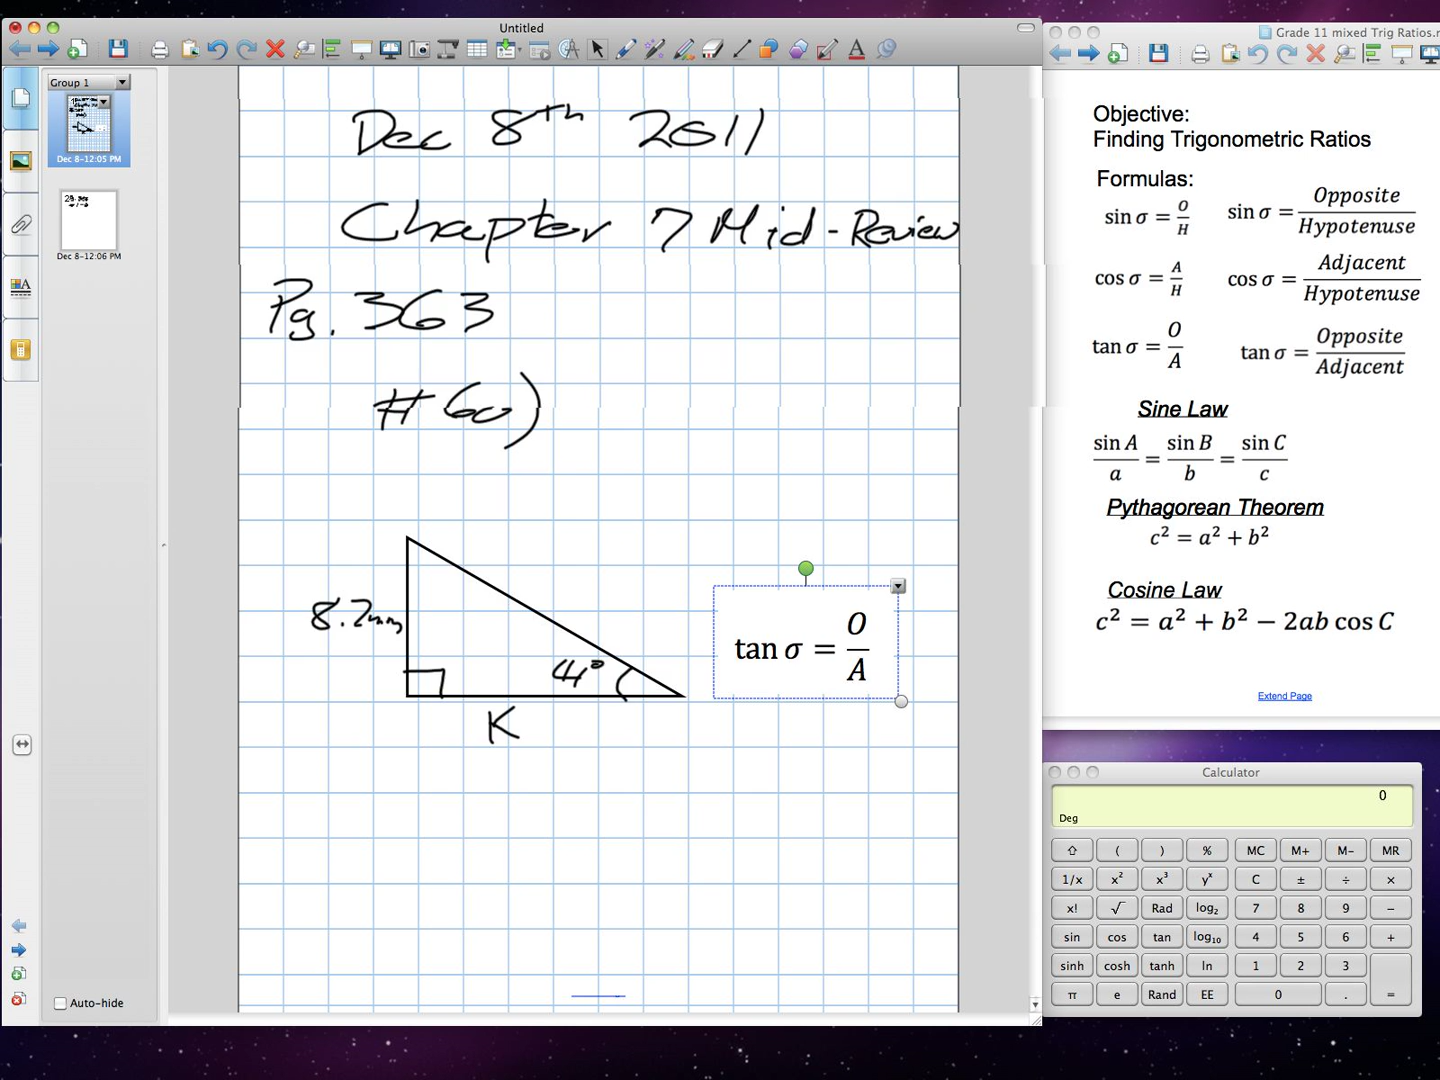 Untitled
Group 1
Dec 8-12:05 PM
Dec 8-12:06 PM
Auto-hide
Dec 8th 2011
Chapter 7 Mid-Review
Pg. 363
8.2mm
K
tan σ = O/A
Grade 11 mixed Trig Ratios.n
Objective:
Finding Trigonometric Ratios
Formulas:
sin σ = O/H sin σ = Opposite/Hypotenuse
cos σ = A/H cos σ = Adjacent/Hypotenuse
tan σ = O/A tan σ = Opposite/Adjacent
Sine Law
sin A/a = sin B/b = sin C/c
Pythagorean Theorem
c² = a² + b²
Cosine Law
c² = a² + b² − 2ab cos C
Extend Page
Calculator
0
Deg
( ) % MC M+ M- MR
1/x x² x³ yˣ C ± ÷ ×
x! √ Rad log₂ 7 8 9 −
sin cos tan log₁₀ 4 5 6 +
sinh cosh tanh ln 1 2 3
π e Rand EE 0 . =